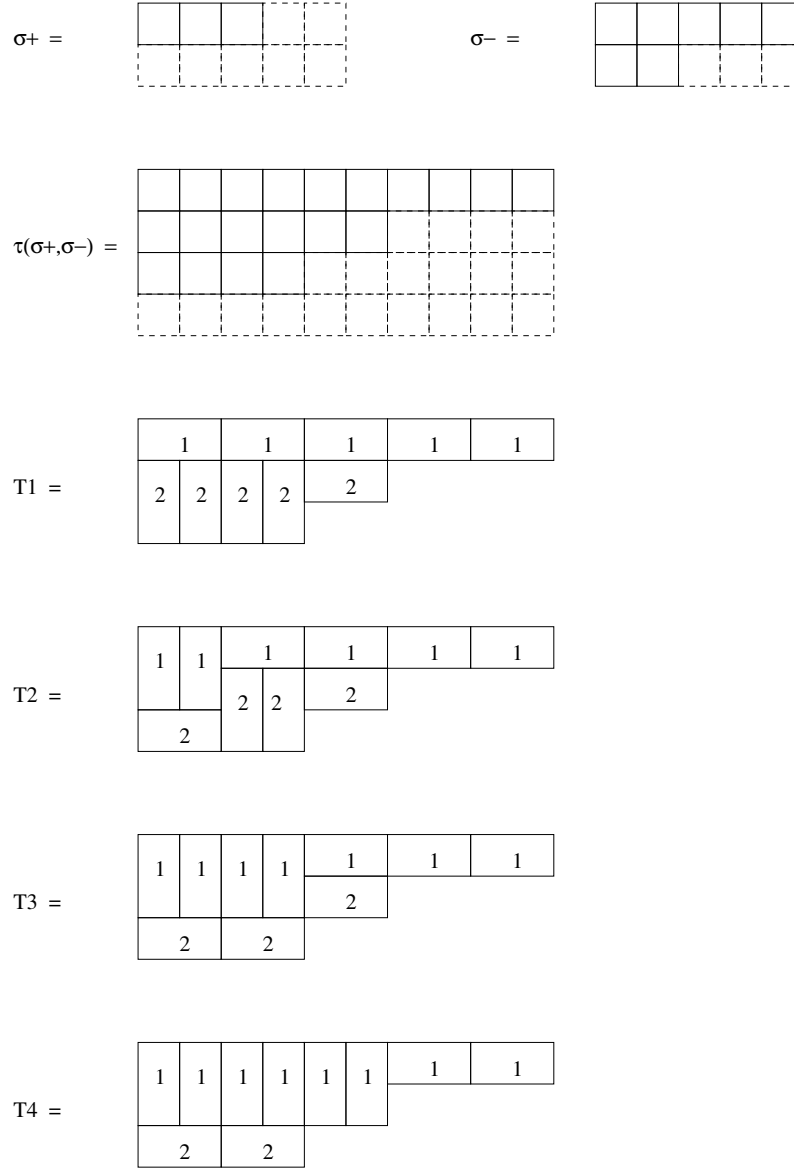 σ+ = σ− =
τ(σ+,σ−) =
1 1 1 1 1
T1 = 2 2 2 2 2
1 1 1 1 1 1
T2 = 2 2 2
2
1 1 1 1 1 1 1
T3 = 2
2 2
1 1 1 1 1 1 1 1
T4 =
2 2